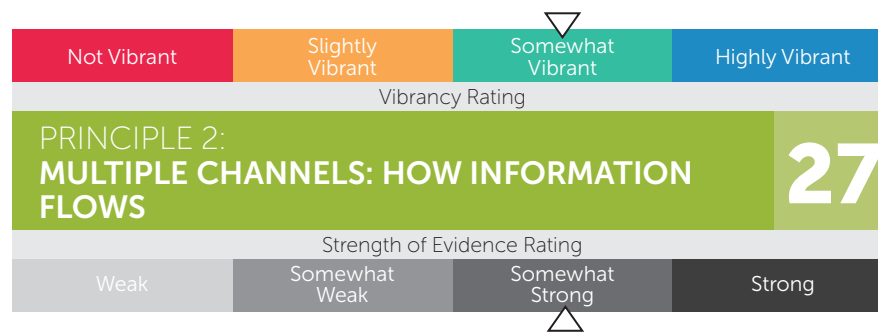 Not Vibrant
Slightly
Vibrant
Somewhat
Vibrant
Highly Vibrant
Vibrancy Rating
PRINCIPLE 2:
MULTIPLE CHANNELS: HOW INFORMATION
FLOWS
27
Strength of Evidence Rating
Weak
Somewhat
Weak
Somewhat
Strong
Strong